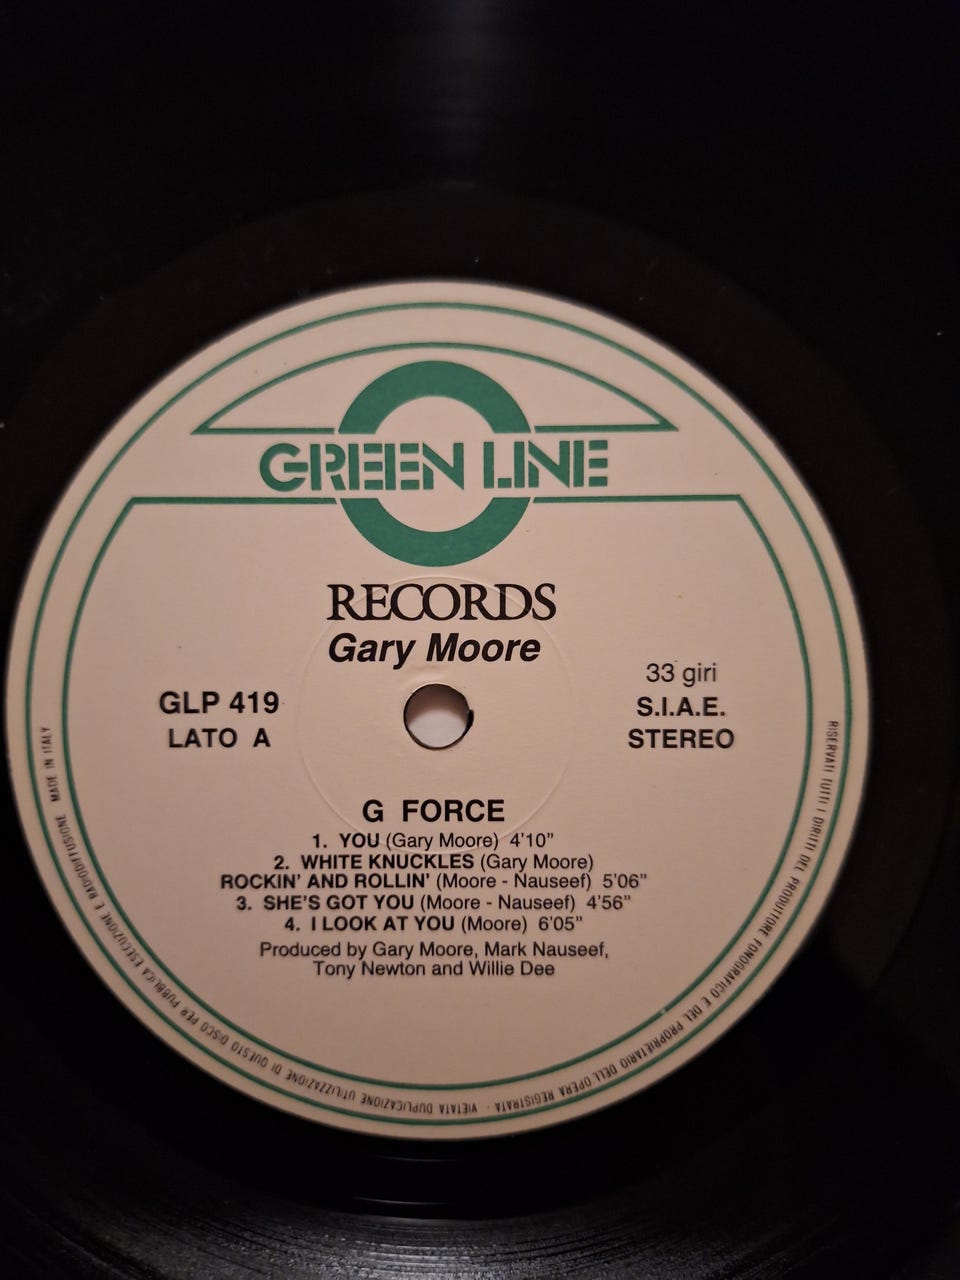 GREEN LINE
RECORDS
Gary Moore
GLP 419
LATO A
33 giri
S.I.A.E.
STEREO
G FORCE
1. YOU (Gary Moore) 4'10"
2. WHITE KNUCKLES (Gary Moore)
ROCKIN' AND ROLLIN' (Moore - Nauseef) 5'06"
3. SHE'S GOT YOU (Moore - Nauseef) 4'56"
4. I LOOK AT YOU (Moore) 6'05"
Produced by Gary Moore, Mark Nauseef,
Tony Newton and Willie Dee
RISERVATI TUTTI I DIRITTI DEL PRODUTTORE FONOGRAFICO E DEL PROPRIETARIO DELL'OPERA REGISTRATA · VIETATA DUPLICAZIONE UTILIZZAZIONE DI QUESTO DISCO PER PUBBLICA ESECUZIONE E RADIODIFFUSIONE MADE IN ITALY